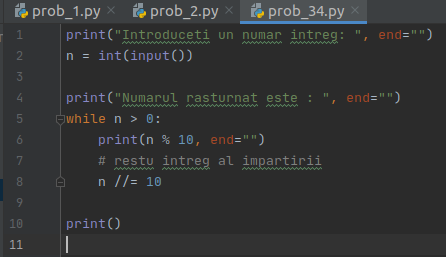 prob_1.py prob_2.py prob_34.py
1 print("Introduceti un numar intreg: ", end="")
2 n = int(input())
3
4 print("Numarul rasturnat este : ", end="")
5 while n > 0:
6 print(n % 10, end="")
7 # restu intreg al impartirii
8 n //= 10
9
10 print()
11